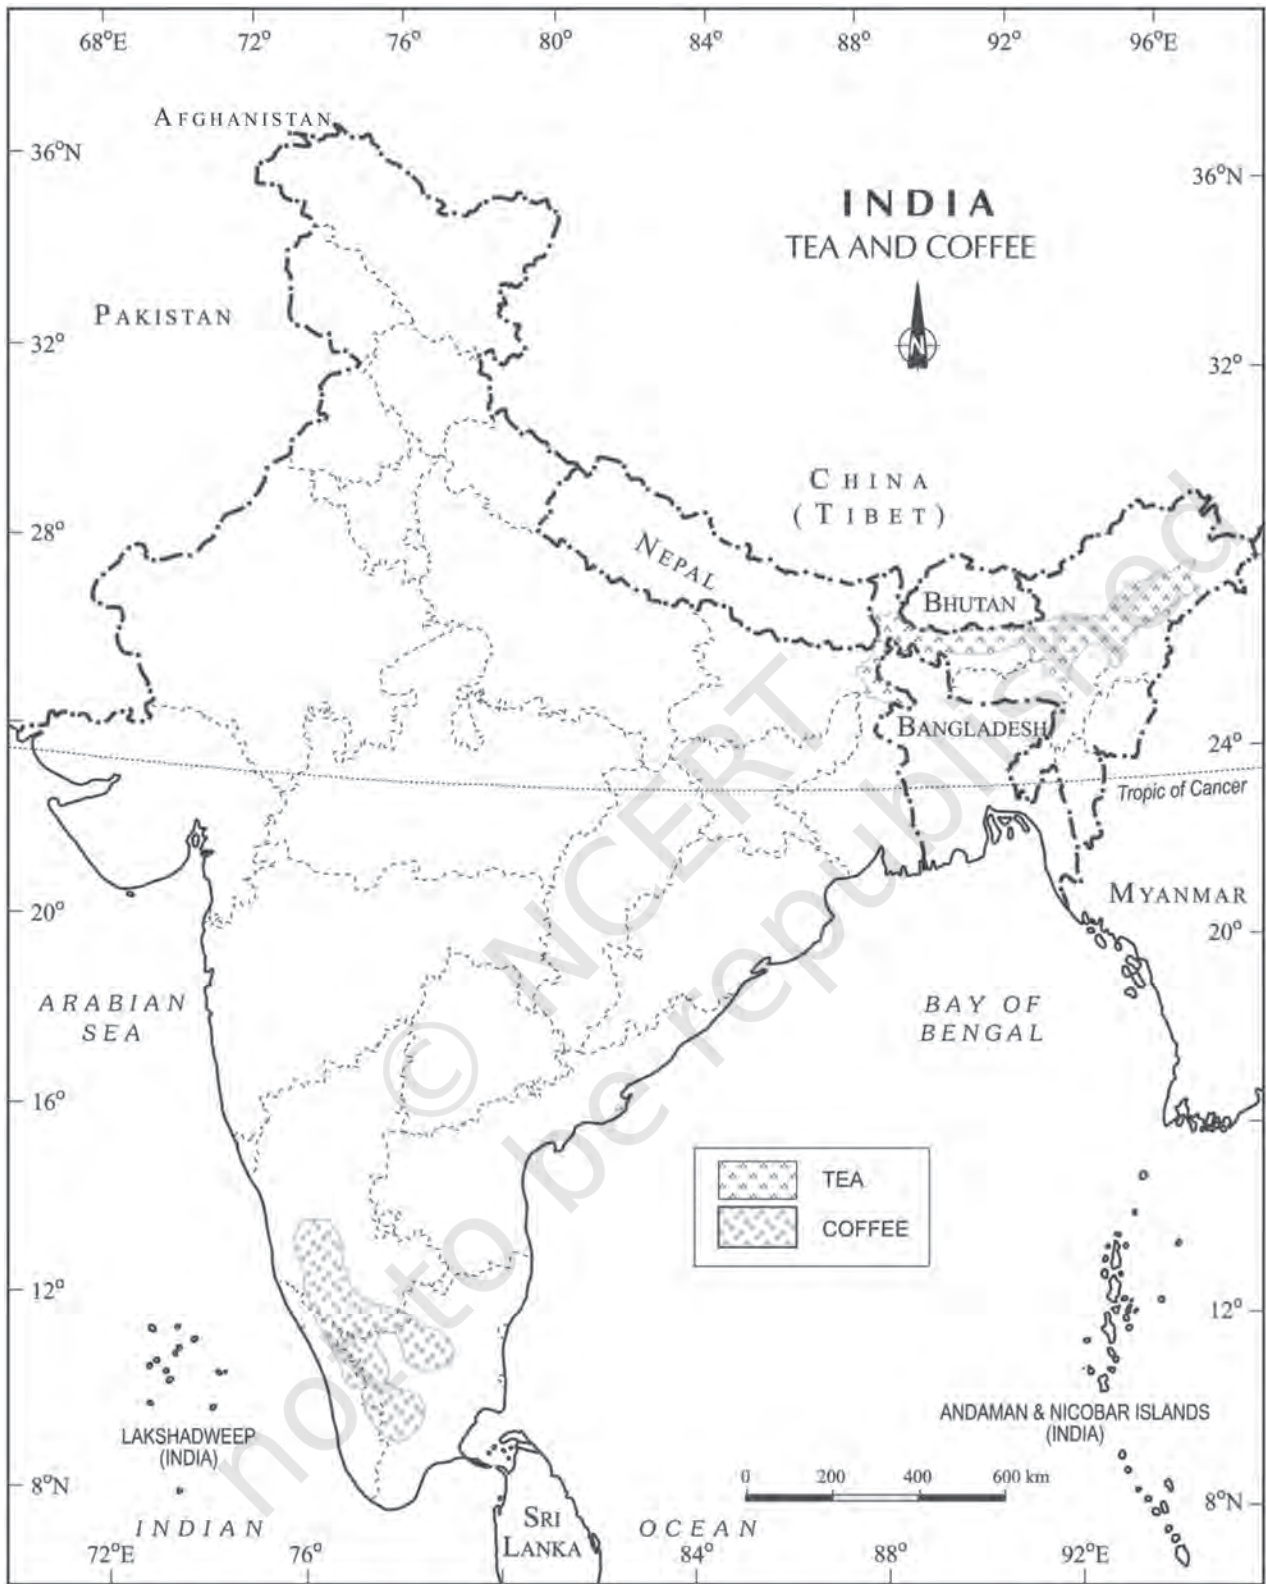 68°E 72° 76° 80° 84° 88° 92° 96°E
AFGHANISTAN
36°N
36°N
INDIA
TEA AND COFFEE
N
PAKISTAN
32°
32°
CHINA
(TIBET)
28°
NEPAL
BHUTAN
BANGLADESH
24°
Tropic of Cancer
MYANMAR
20°
20°
ARABIAN
SEA
BAY OF
BENGAL
16°
TEA
COFFEE
12°
12°
LAKSHADWEEP
(INDIA)
ANDAMAN & NICOBAR ISLANDS
(INDIA)
0 200 400 600 km
8°N
8°N
INDIAN
OCEAN
SRI
LANKA
72°E 76° 84° 88° 92°E
© NCERT
not to be republished